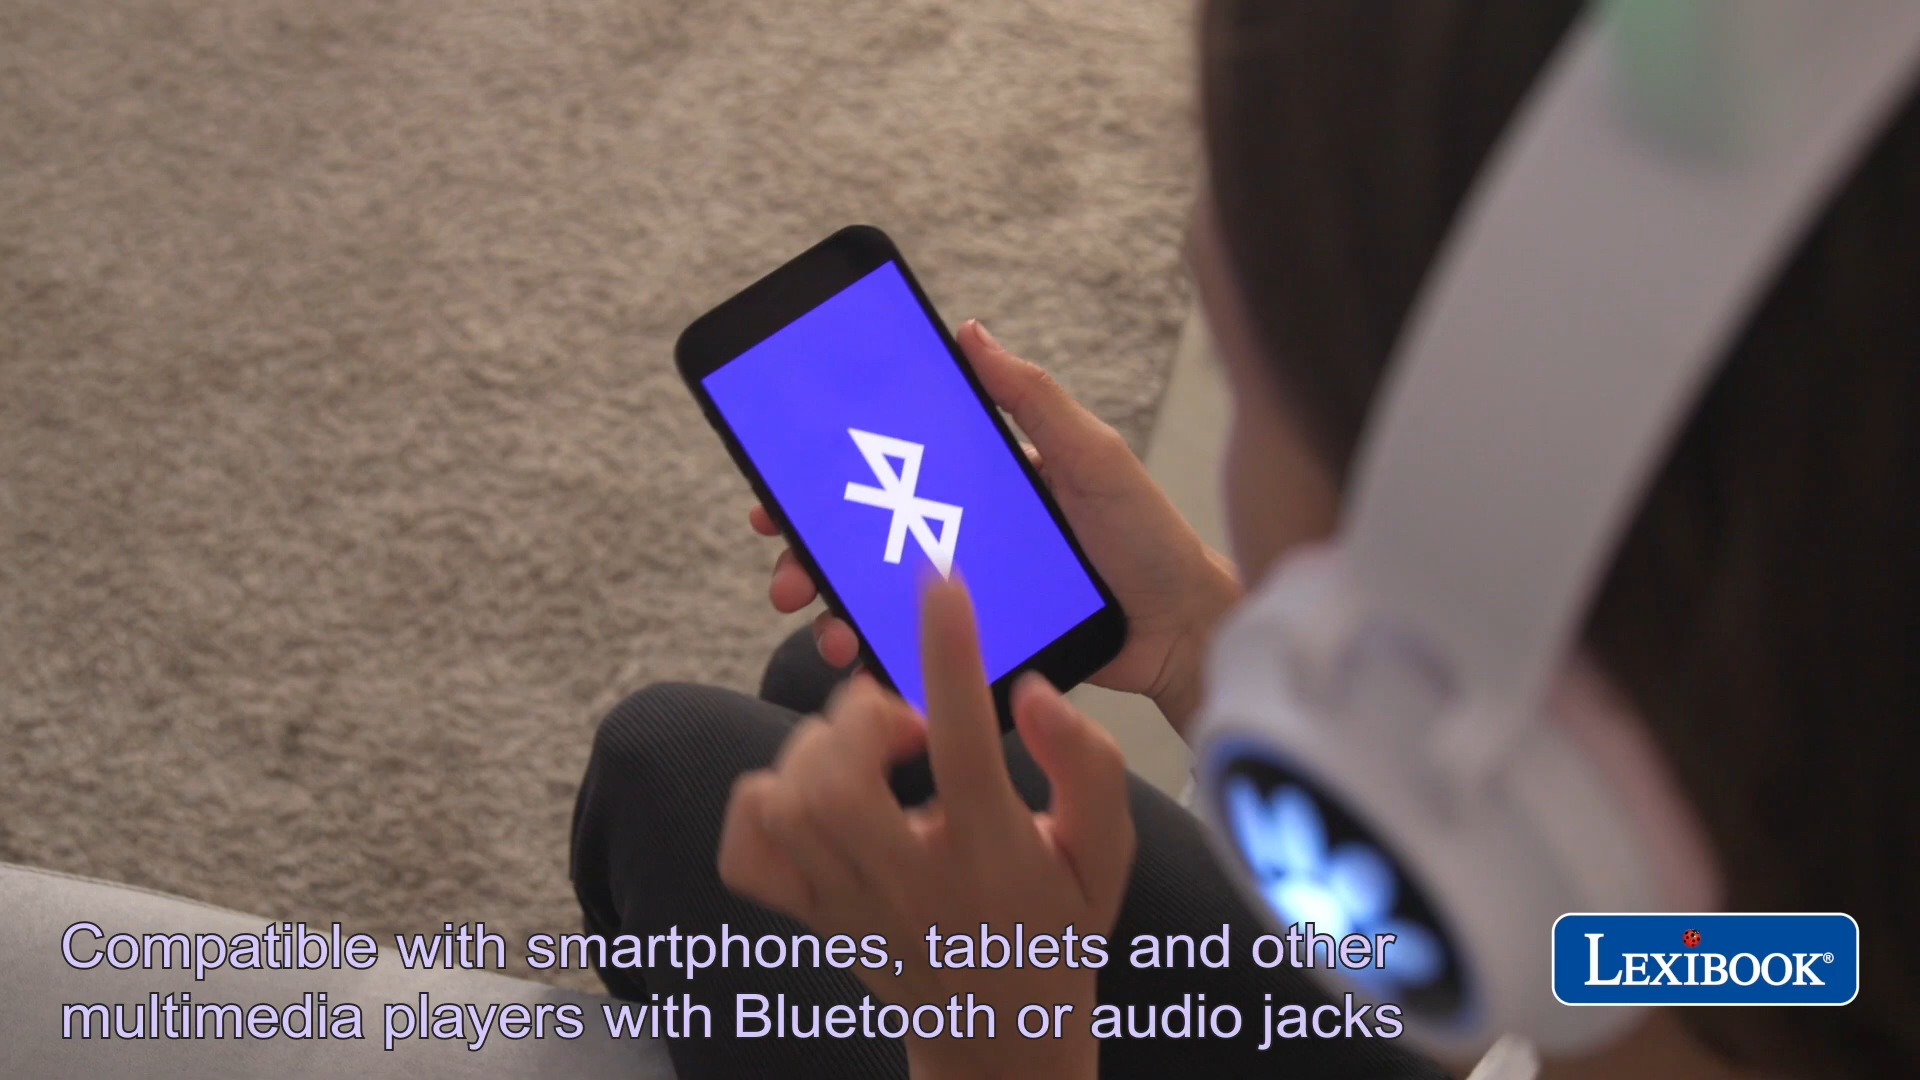 Compatible with smartphones, tablets and other
multimedia players with Bluetooth or audio jacks
LEXIBOOK®